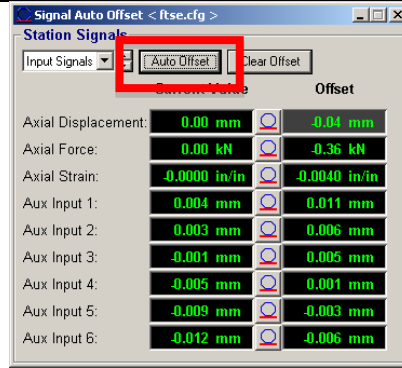 Signal Auto Offset < ftse.cfg >
Station Signals
Input Signals Auto Offset Clear Offset
Current Value Offset
Axial Displacement: 0.00 mm -0.04 mm
Axial Force: 0.00 kN -0.36 kN
Axial Strain: -0.0000 in/in -0.0040 in/in
Aux Input 1: 0.004 mm 0.011 mm
Aux Input 2: 0.003 mm 0.006 mm
Aux Input 3: -0.001 mm 0.005 mm
Aux Input 4: -0.005 mm 0.001 mm
Aux Input 5: -0.009 mm -0.003 mm
Aux Input 6: -0.012 mm -0.006 mm